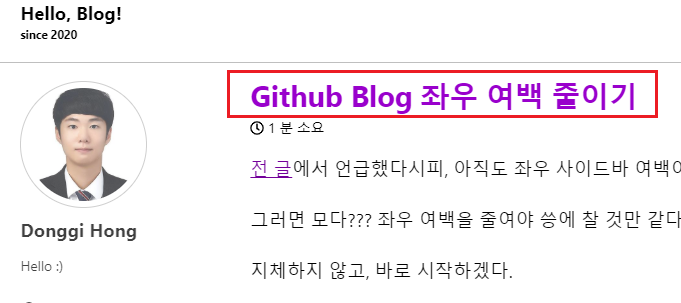 Hello, Blog!
since 2020
Github Blog 좌우 여백 줄이기
1 분 소요
전 글에서 언급했다시피, 아직도 좌우 사이드바 여백이
그러면 모다??? 좌우 여백을 줄여야 쓩에 찰 것만 같다
지체하지 않고, 바로 시작하겠다.
Donggi Hong
Hello :)